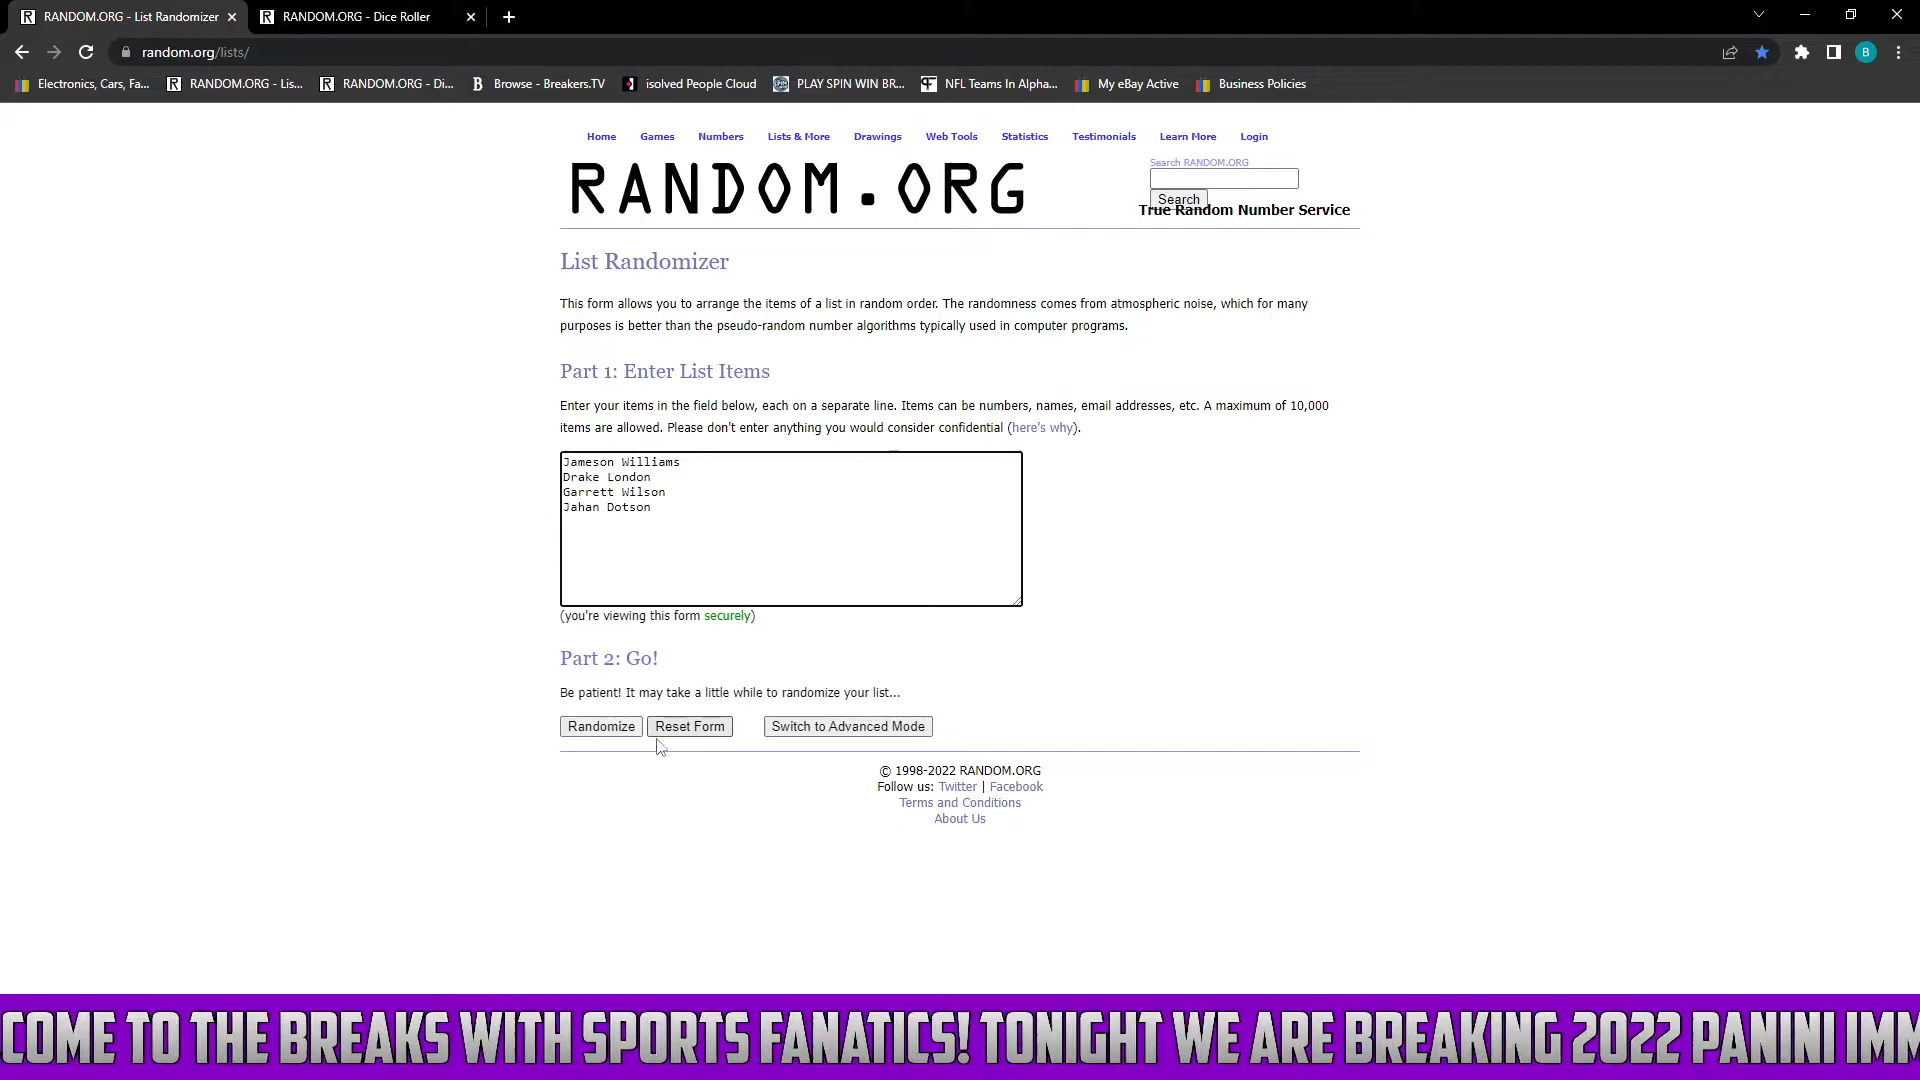 RANDOM.ORG - List Randomizer
RANDOM.ORG - Dice Roller
random.org/lists/
B
Electronics, Cars, Fa...
RANDOM.ORG - Lis...
RANDOM.ORG - Di...
Browse - Breakers.TV
isolved People Cloud
PLAY SPIN WIN BR...
NFL Teams In Alpha...
My eBay Active
Business Policies
Home Games Numbers Lists & More Drawings Web Tools Statistics Testimonials Learn More Login
RANDOM.ORG
Search RANDOM.ORG
Search
True Random Number Service
List Randomizer
This form allows you to arrange the items of a list in random order. The randomness comes from atmospheric noise, which for many
purposes is better than the pseudo-random number algorithms typically used in computer programs.
Part 1: Enter List Items
Enter your items in the field below, each on a separate line. Items can be numbers, names, email addresses, etc. A maximum of 10,000
items are allowed. Please don't enter anything you would consider confidential (here's why).
Jameson Williams
Drake London
Garrett Wilson
Jahan Dotson
(you're viewing this form securely)
Part 2: Go!
Be patient! It may take a little while to randomize your list...
Randomize Reset Form Switch to Advanced Mode
© 1998-2022 RANDOM.ORG
Follow us: Twitter | Facebook
Terms and Conditions
About Us
COME TO THE BREAKS WITH SPORTS FANATICS! TONIGHT WE ARE BREAKING 2022 PANINI IMM